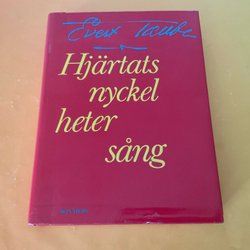 Evert Taube
Hjärtats
nyckel
heter
sång